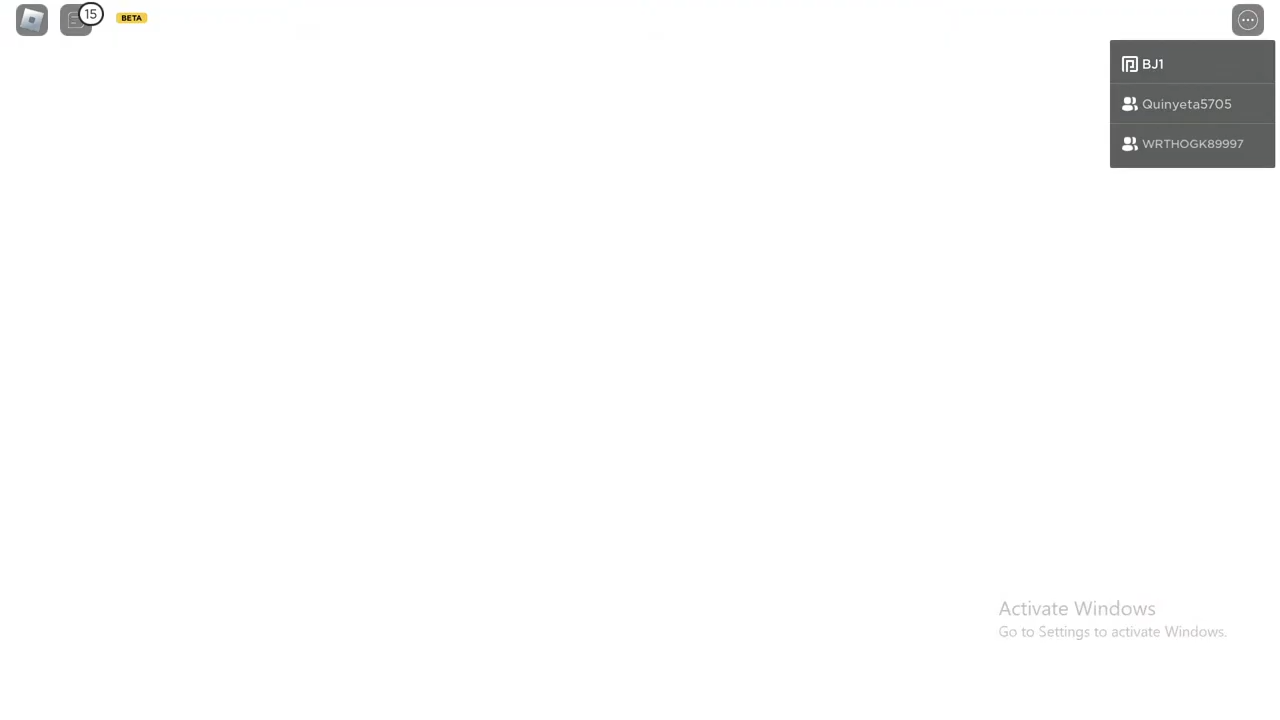 15
BETA
BJ1
Quinyeta5705
WRTHOGK89997
Activate Windows
Go to Settings to activate Windows.